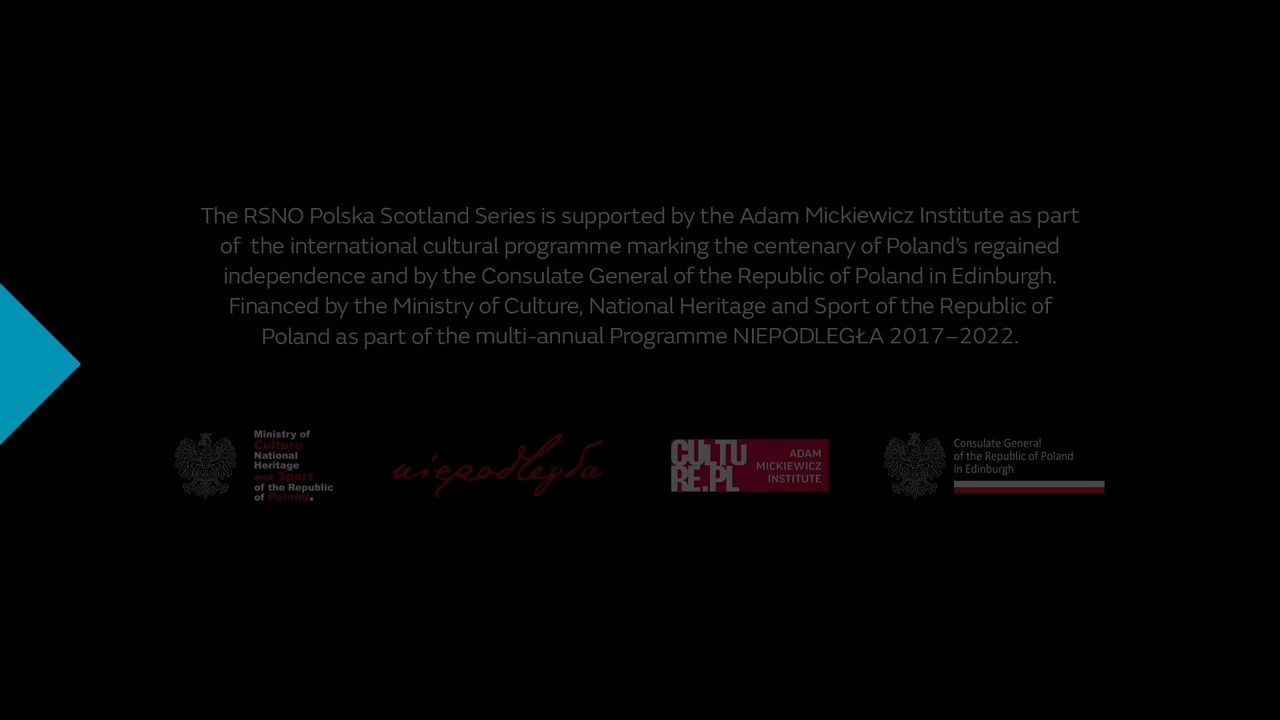 The RSNO Polska Scotland Series is supported by the Adam Mickiewicz Institute as part
of the international cultural programme marking the centenary of Poland's regained
independence and by the Consulate General of the Republic of Poland in Edinburgh.
Financed by the Ministry of Culture, National Heritage and Sport of the Republic of
Poland as part of the multi-annual Programme NIEPODLEGŁA 2017–2022.
Ministry of
Culture
National
Heritage
and Sport
of the Republic
of Poland.
niepodległa
CULTU
RE.PL
ADAM
MICKIEWICZ
INSTITUTE
Consulate General
of the Republic of Poland
in Edinburgh